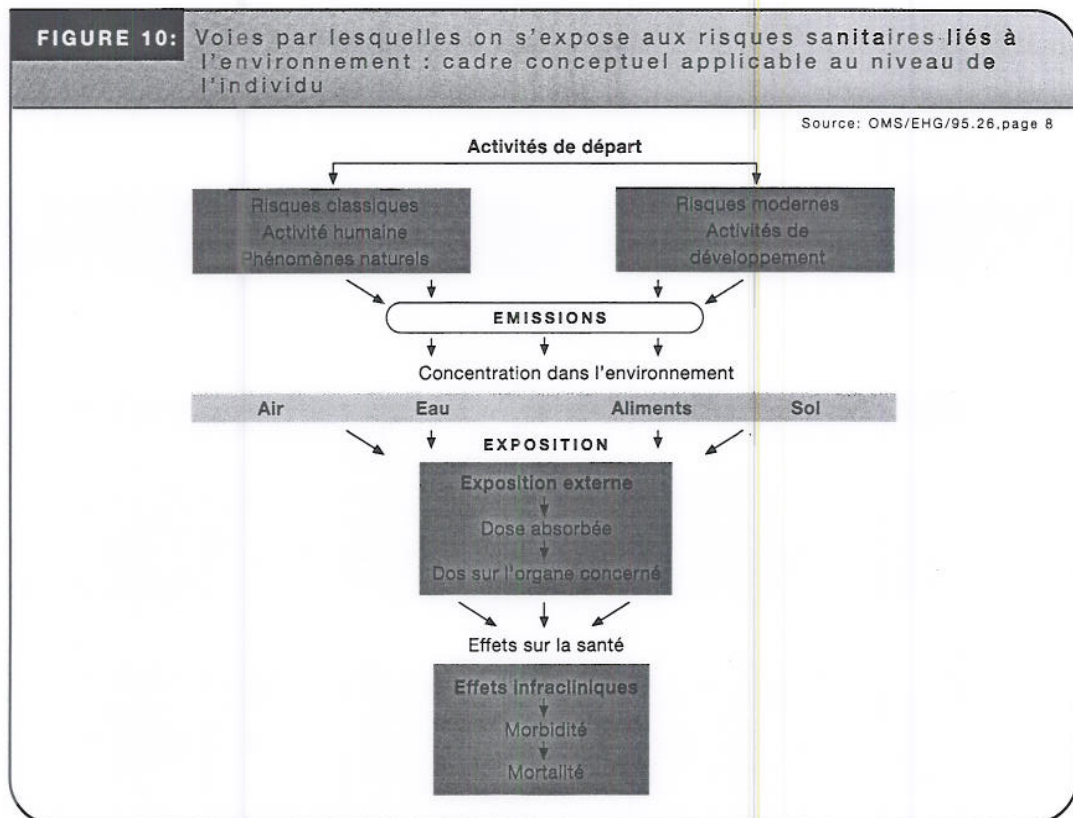 FIGURE 10: Voies par lesquelles on s'expose aux risques sanitaires liés à
l'environnement : cadre conceptuel applicable au niveau de
l'individu
Source: OMS/EHG/95.26,page 8
Activités de départ
Risques classiques
Activité humaine
Phénomènes naturels
Risques modernes
Activités de
développement
EMISSIONS
Concentration dans l'environnement
Air Eau Aliments Sol
EXPOSITION
Exposition externe
Dose absorbée
Dos sur l'organe concerné
Effets sur la santé
Effets infracliniques
Morbidité
Mortalité